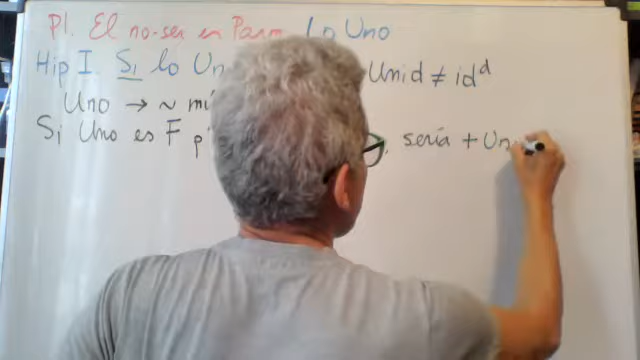 Pl. El no-ser en Parm Lo Uno
Hip I. Si lo Un Unid ≠ idᵈ
Uno → ~ mú
Si Uno es F sería + Un